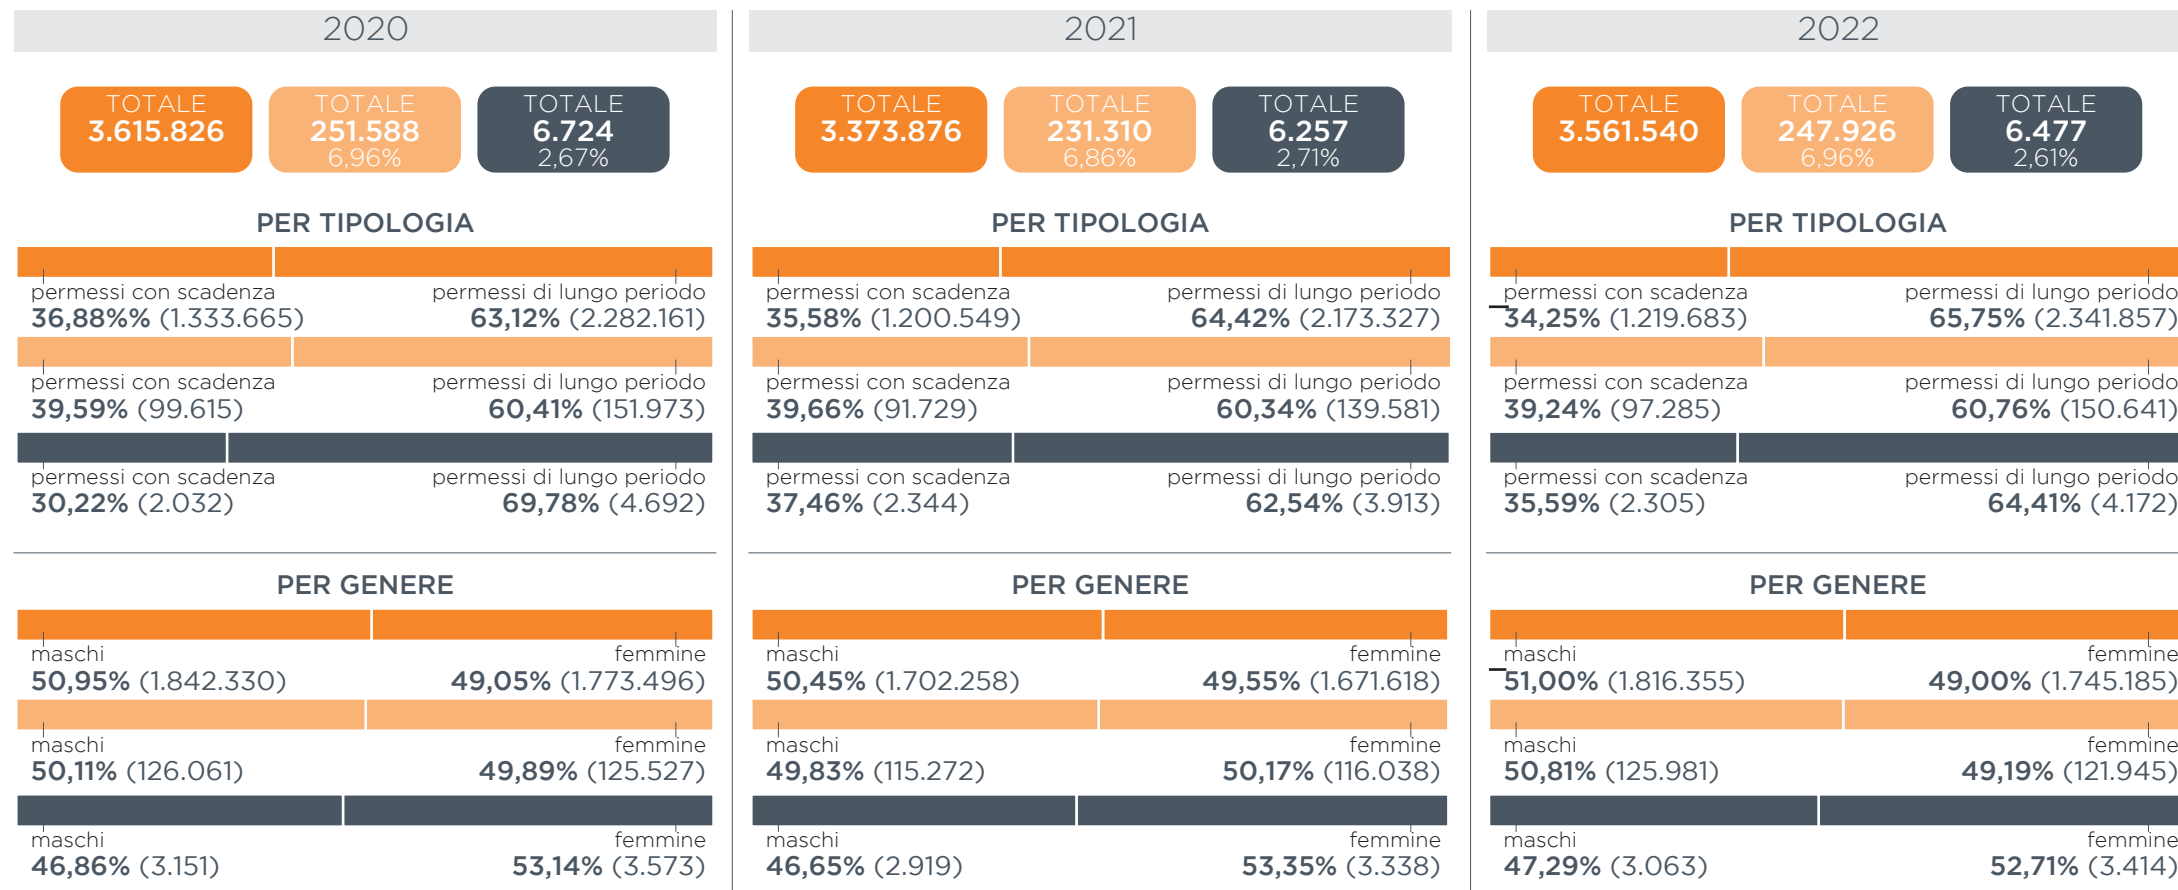 2020
TOTALE
3.615.826
TOTALE
251.588
6,96%
TOTALE
6.724
2,67%
PER TIPOLOGIA
permessi con scadenza
36,88%% (1.333.665)
permessi di lungo periodo
63,12% (2.282.161)
permessi con scadenza
39,59% (99.615)
permessi di lungo periodo
60,41% (151.973)
permessi con scadenza
30,22% (2.032)
permessi di lungo periodo
69,78% (4.692)
PER GENERE
maschi
50,95% (1.842.330)
femmine
49,05% (1.773.496)
maschi
50,11% (126.061)
femmine
49,89% (125.527)
maschi
46,86% (3.151)
femmine
53,14% (3.573)
2021
TOTALE
3.373.876
TOTALE
231.310
6,86%
TOTALE
6.257
2,71%
PER TIPOLOGIA
permessi con scadenza
35,58% (1.200.549)
permessi di lungo periodo
64,42% (2.173.327)
permessi con scadenza
39,66% (91.729)
permessi di lungo periodo
60,34% (139.581)
permessi con scadenza
37,46% (2.344)
permessi di lungo periodo
62,54% (3.913)
PER GENERE
maschi
50,45% (1.702.258)
femmine
49,55% (1.671.618)
maschi
49,83% (115.272)
femmine
50,17% (116.038)
maschi
46,65% (2.919)
femmine
53,35% (3.338)
2022
TOTALE
3.561.540
TOTALE
247.926
6,96%
TOTALE
6.477
2,61%
PER TIPOLOGIA
permessi con scadenza
34,25% (1.219.683)
permessi di lungo periodo
65,75% (2.341.857)
permessi con scadenza
39,24% (97.285)
permessi di lungo periodo
60,76% (150.641)
permessi con scadenza
35,59% (2.305)
permessi di lungo periodo
64,41% (4.172)
PER GENERE
maschi
51,00% (1.816.355)
femmine
49,00% (1.745.185)
maschi
50,81% (125.981)
femmine
49,19% (121.945)
maschi
47,29% (3.063)
femmine
52,71% (3.414)